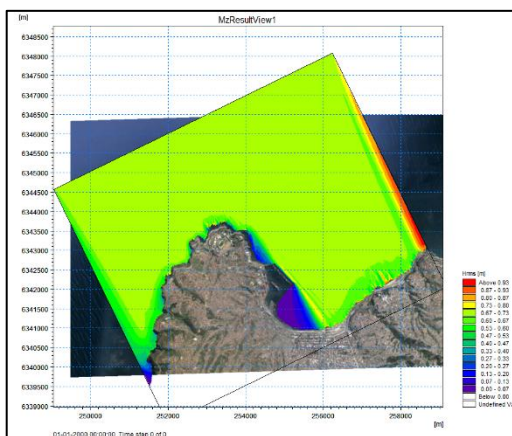 MzResultView1
[m]
6348500
6348000
6347500
6347000
6346500
6346000
6345500
6345000
6344500
6344000
6343500
6343000
6342500
6342000
6341500
6341000
6340500
6340000
6339500
6339000
250000
252000
254000
256000
258000
[m]
01-01-2003 00:00:00, Time step 0 of 0
Hrms [m]
Above 0.93
0.87 - 0.93
0.80 - 0.87
0.73 - 0.80
0.67 - 0.73
0.60 - 0.67
0.53 - 0.60
0.47 - 0.53
0.40 - 0.47
0.33 - 0.40
0.27 - 0.33
0.20 - 0.27
0.13 - 0.20
0.07 - 0.13
0.00 - 0.07
Below 0.00
Undefined Va